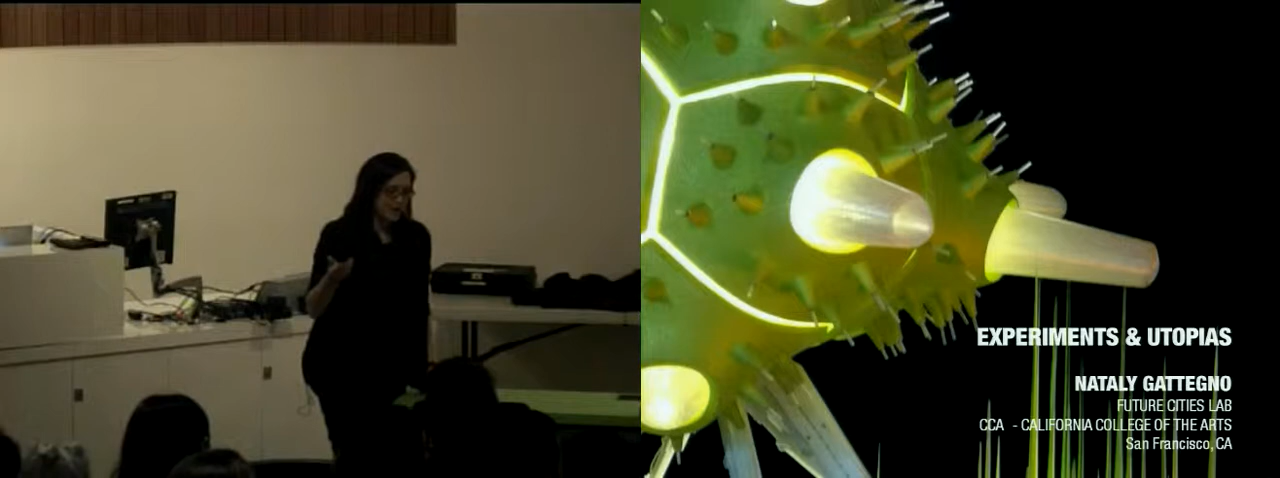 EXPERIMENTS & UTOPIAS
NATALY GATTEGNO
FUTURE CITIES LAB
CCA - CALIFORNIA COLLEGE OF THE ARTS
San Francisco, CA